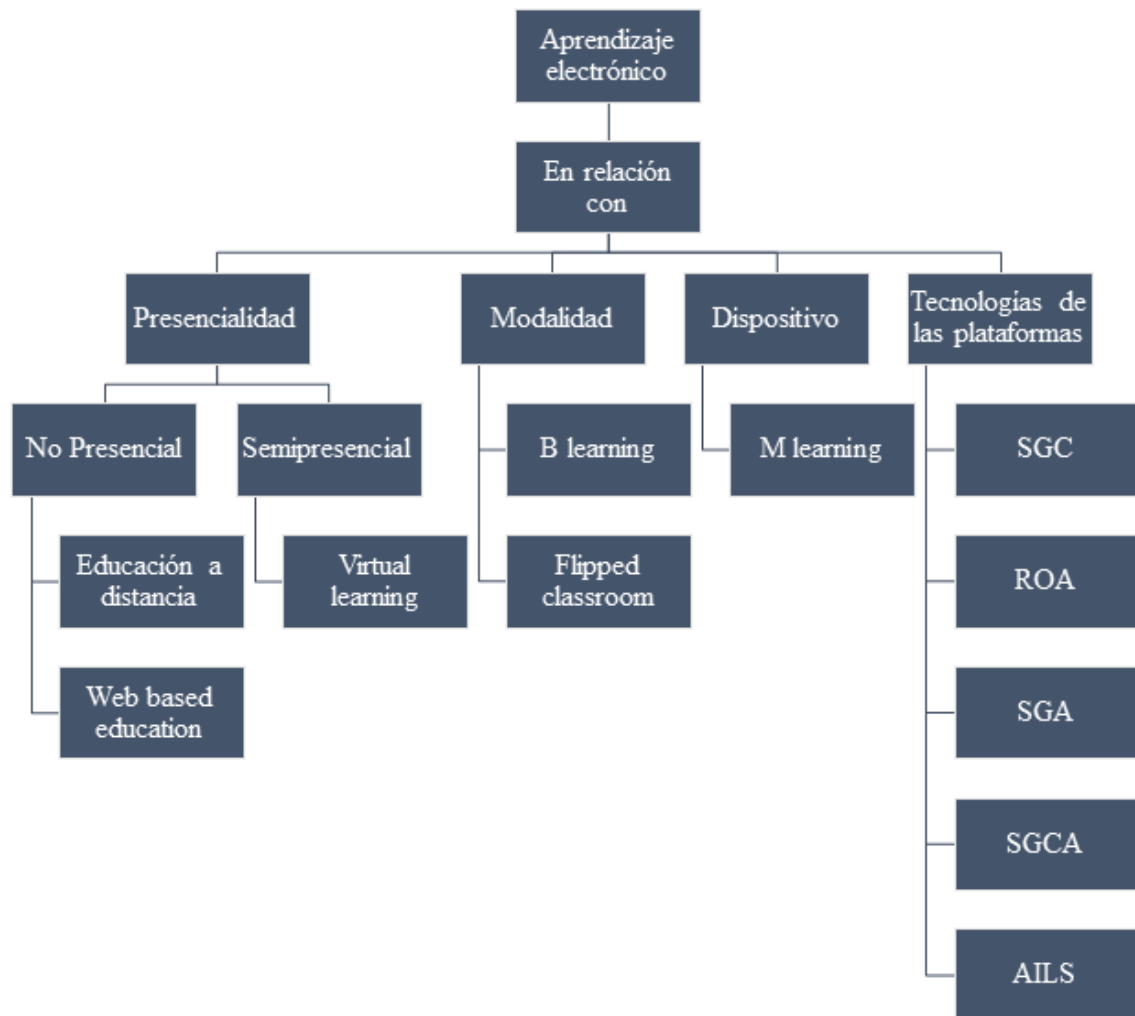 Aprendizaje
electrónico
En relación
con
Presencialidad
Modalidad
Dispositivo
Tecnologías de
las plataformas
No Presencial
Semipresencial
B learning
M learning
SGC
Educación a
distancia
Virtual
learning
Flipped
classroom
ROA
Web based
education
SGA
SGCA
AILS